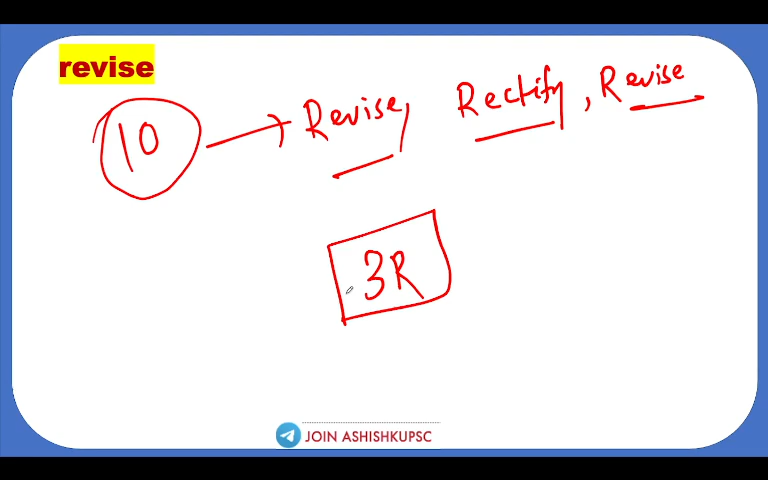 revise
10 → Revise, Rectify, Revise
3R
JOIN ASHISHKUPSC